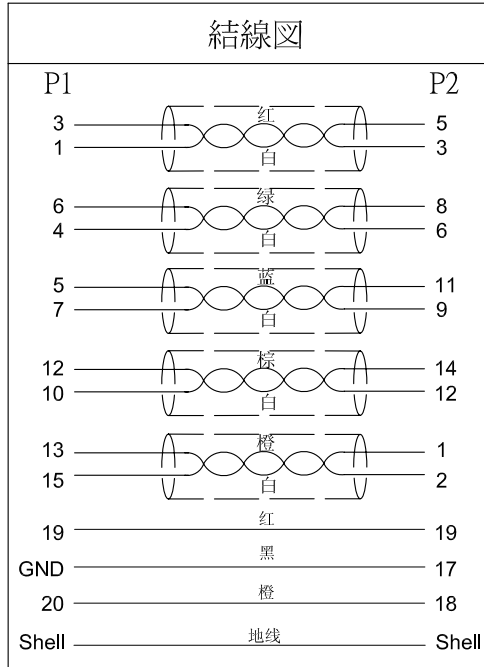 結線図
P1 P2
3 红 5
1 白 3
6 绿 8
4 白 6
5 蓝 11
7 白 9
12 棕 14
10 白 12
13 橙 1
15 白 2
19 红 19
GND 黑 17
20 橙 18
Shell 地线 Shell